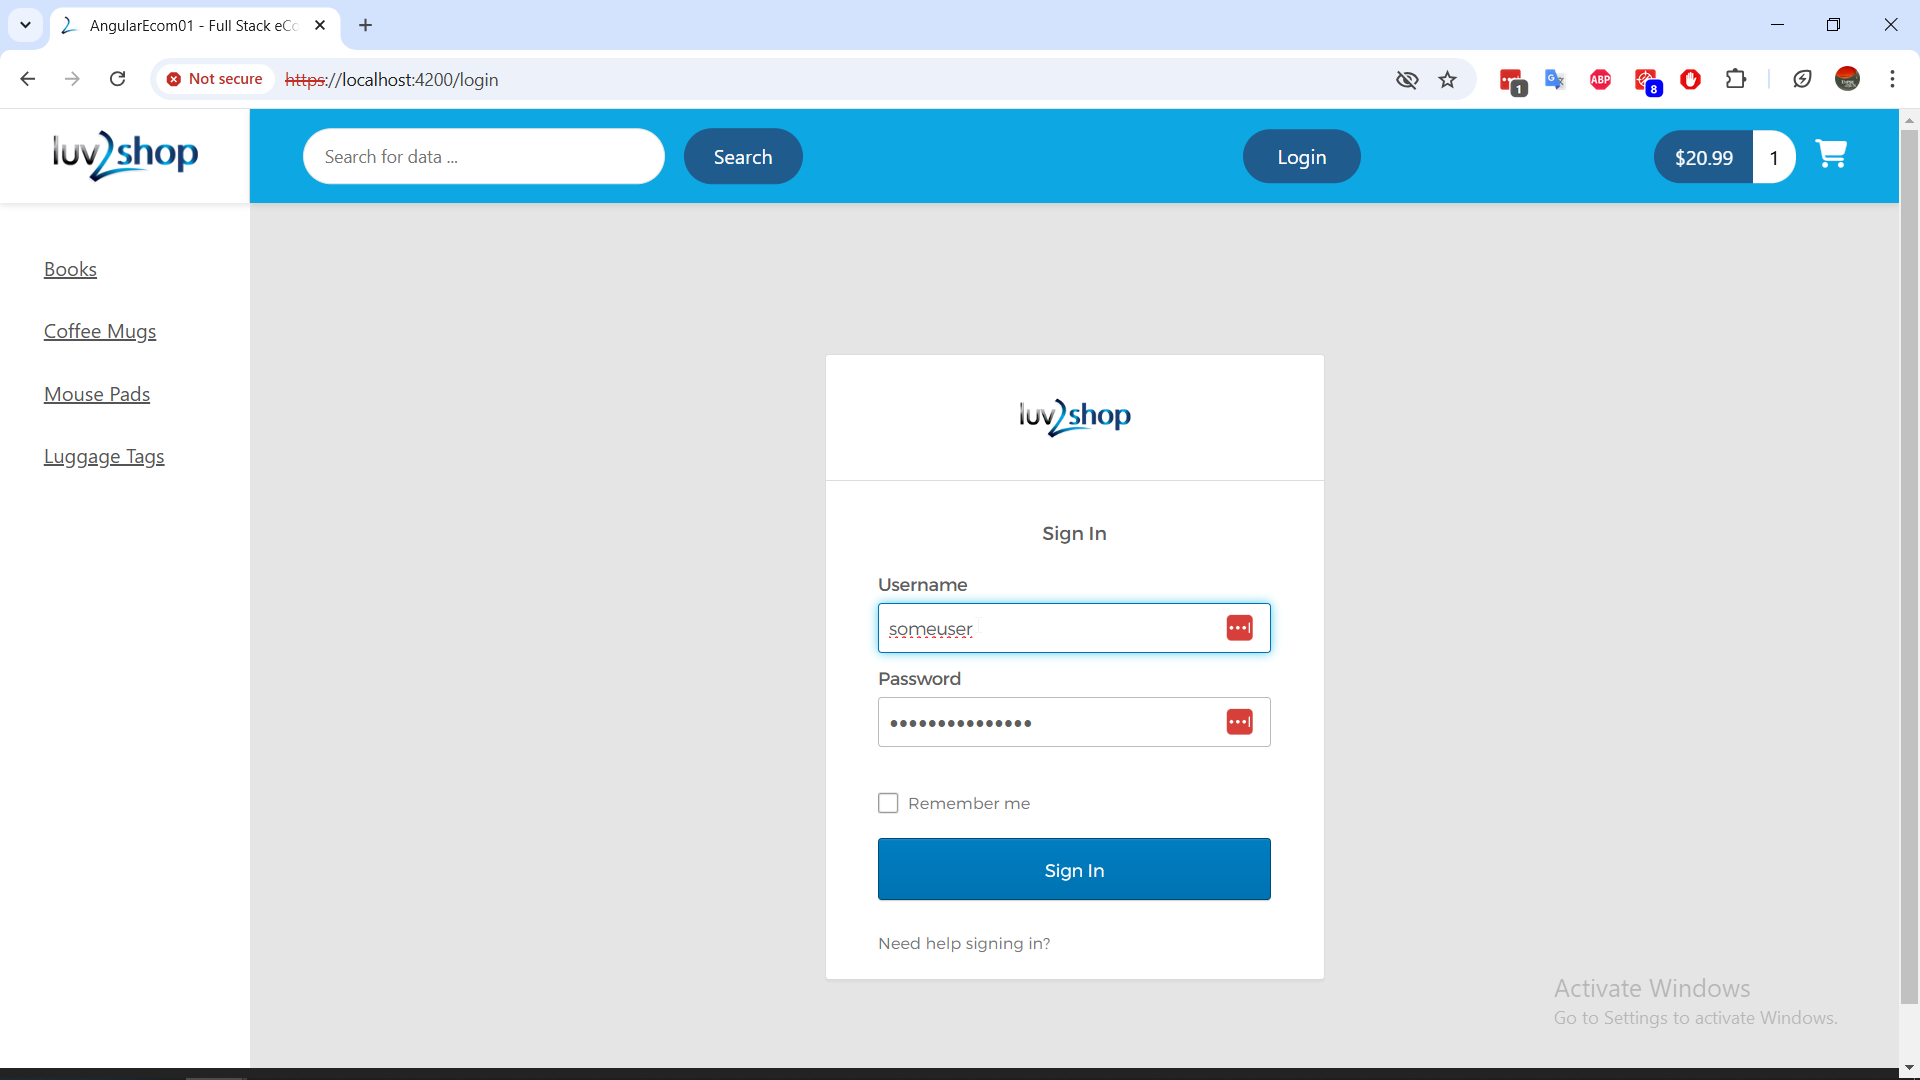 AngularEcom01 - Full Stack eCo
Not secure
https://localhost:4200/login
1
ABP
8
luv2shop
Search for data ...
Search
Login
$20.99
1
Books
Coffee Mugs
Mouse Pads
Luggage Tags
luv2shop
Sign In
Username
someuser
Password
•••••••••••••••
Remember me
Sign In
Need help signing in?
Activate Windows
Go to Settings to activate Windows.